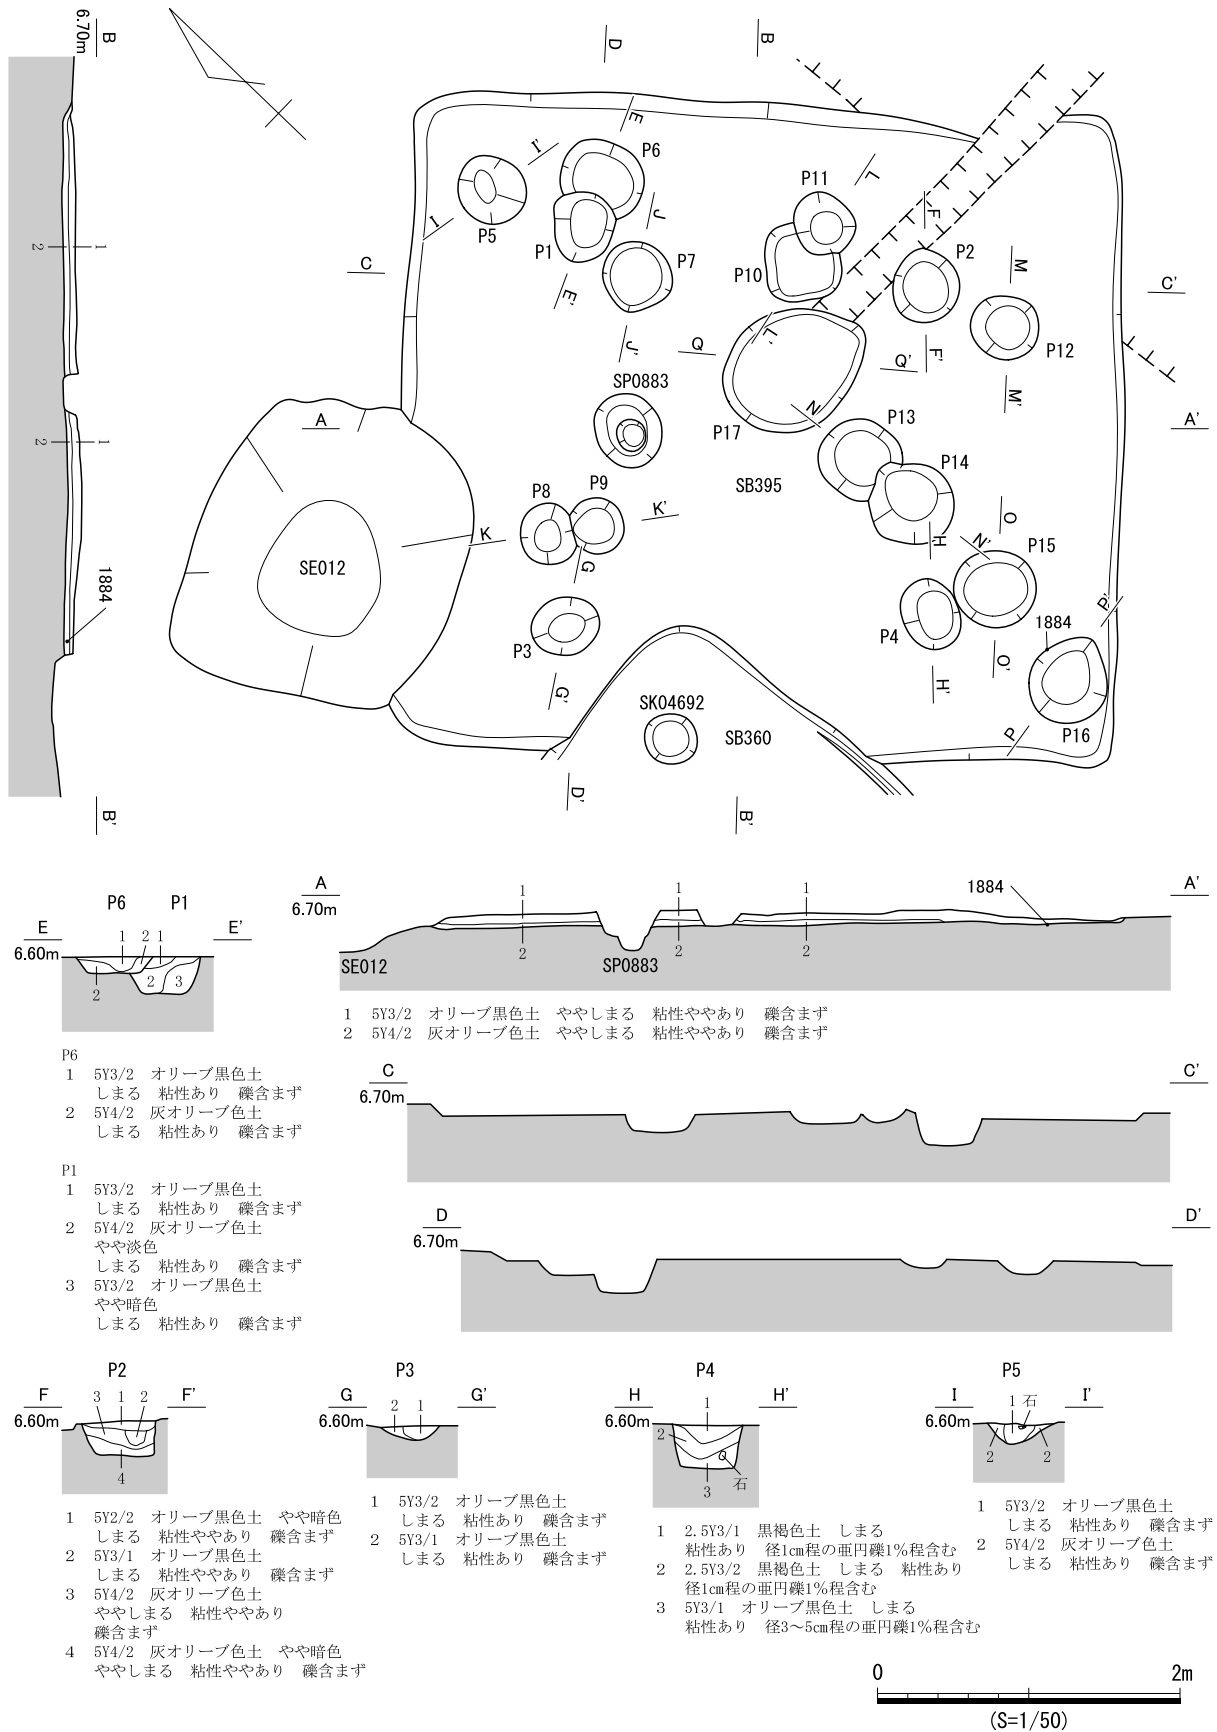 B
6.70m
D
B
E
I'
P6
L
P11
J
F
I
P5
P1
P7
P10
P2
M
C
E'
C'
2
1
J'
Q
L'
Q'
F'
P12
SP0883
M'
A
N
P17
P13
A'
2
1
P14
SB395
P8
P9
K'
O
K
H
N'
P15
G
SE012
1884
P'
P3
P4
1884
O'
G'
H'
SK04692
SB360
P
P16
D'
B'
B'
P6
P1
E
E'
6.60m
1
2
1
2
2
3
A
A'
6.70m
1
1
1
1884
2
2
2
SE012
SP0883
1 5Y3/2 オリーブ黒色土 ややしまる 粘性ややあり 礫含まず
2 5Y4/2 灰オリーブ色土 ややしまる 粘性ややあり 礫含まず
P6
1 5Y3/2 オリーブ黒色土
しまる 粘性あり 礫含まず
2 5Y4/2 灰オリーブ色土
しまる 粘性あり 礫含まず
P1
1 5Y3/2 オリーブ黒色土
しまる 粘性あり 礫含まず
2 5Y4/2 灰オリーブ色土
やや淡色
しまる 粘性あり 礫含まず
3 5Y3/2 オリーブ黒色土
やや暗色
しまる 粘性あり 礫含まず
C
C'
6.70m
D
D'
6.70m
P2
F
F'
6.60m
3
1
2
4
1 5Y2/2 オリーブ黒色土 やや暗色
しまる 粘性ややあり 礫含まず
2 5Y3/1 オリーブ黒色土
しまる 粘性ややあり 礫含まず
3 5Y4/2 灰オリーブ色土
ややしまる 粘性ややあり
礫含まず
4 5Y4/2 灰オリーブ色土 やや暗色
ややしまる 粘性ややあり 礫含まず
P3
G
G'
6.60m
2
1
1 5Y3/2 オリーブ黒色土
しまる 粘性あり 礫含まず
2 5Y3/1 オリーブ黒色土
しまる 粘性あり 礫含まず
P4
H
H'
6.60m
1
2
3
石
1 2.5Y3/1 黒褐色土 しまる
粘性あり 径1cm程の亜円礫1%程含む
2 2.5Y3/2 黒褐色土 しまる 粘性あり
径1cm程の亜円礫1%程含む
3 5Y3/1 オリーブ黒色土 しまる
粘性あり 径3～5cm程の亜円礫1%程含む
P5
I
I'
6.60m
1
石
2
2
1 5Y3/2 オリーブ黒色土
しまる 粘性あり 礫含まず
2 5Y4/2 灰オリーブ色土
しまる 粘性あり 礫含まず
0
2m
(S=1/50)